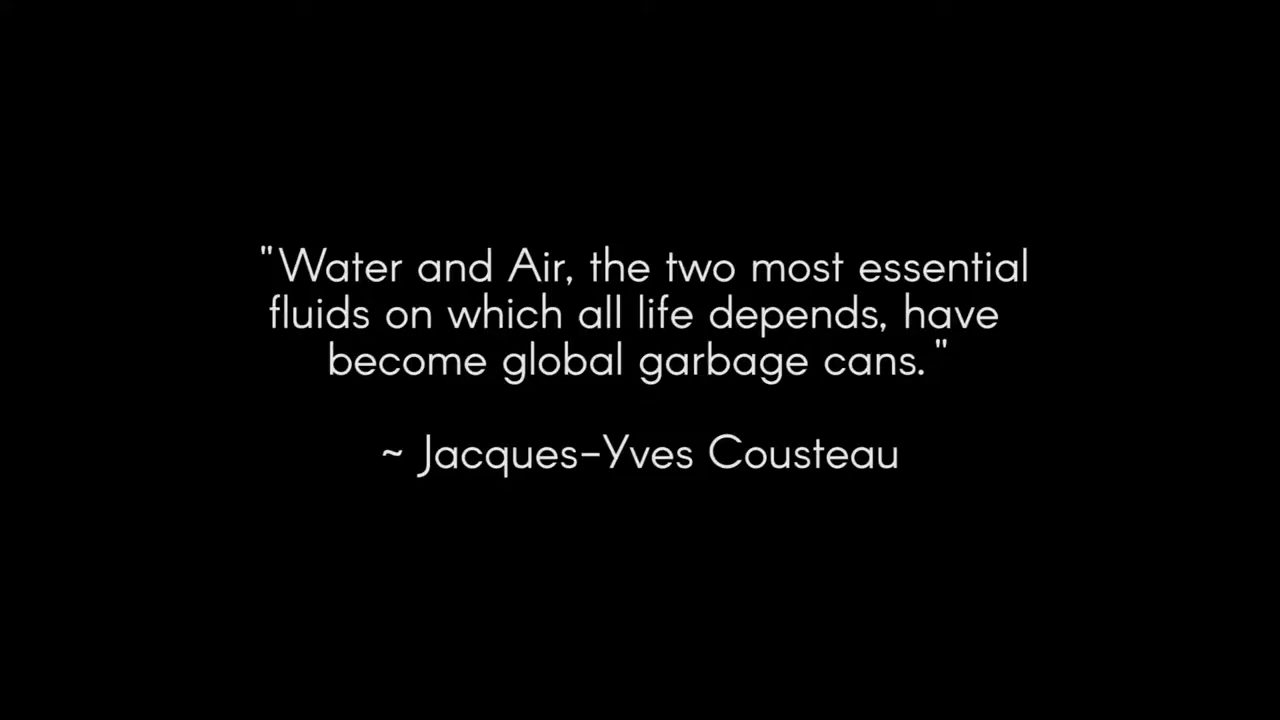 "Water and Air, the two most essential
fluids on which all life depends, have
become global garbage cans."
~ Jacques-Yves Cousteau